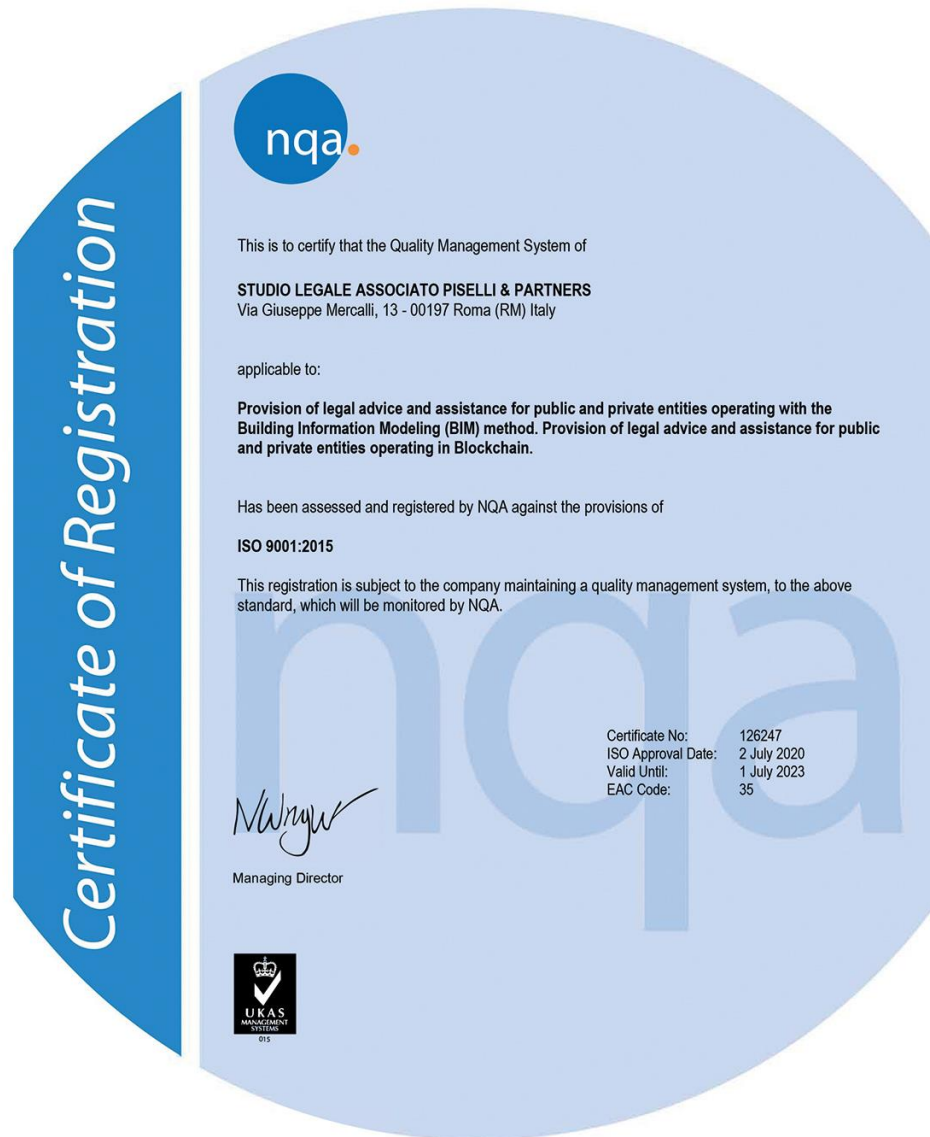 Certificate of Registration
nqa.
This is to certify that the Quality Management System of
STUDIO LEGALE ASSOCIATO PISELLI & PARTNERS
Via Giuseppe Mercalli, 13 - 00197 Roma (RM) Italy
applicable to:
Provision of legal advice and assistance for public and private entities operating with the
Building Information Modeling (BIM) method. Provision of legal advice and assistance for public
and private entities operating in Blockchain.
Has been assessed and registered by NQA against the provisions of
ISO 9001:2015
This registration is subject to the company maintaining a quality management system, to the above
standard, which will be monitored by NQA.
nqa
Certificate No: 126247
ISO Approval Date: 2 July 2020
Valid Until: 1 July 2023
EAC Code: 35
Managing Director
UKAS
MANAGEMENT
SYSTEMS
015